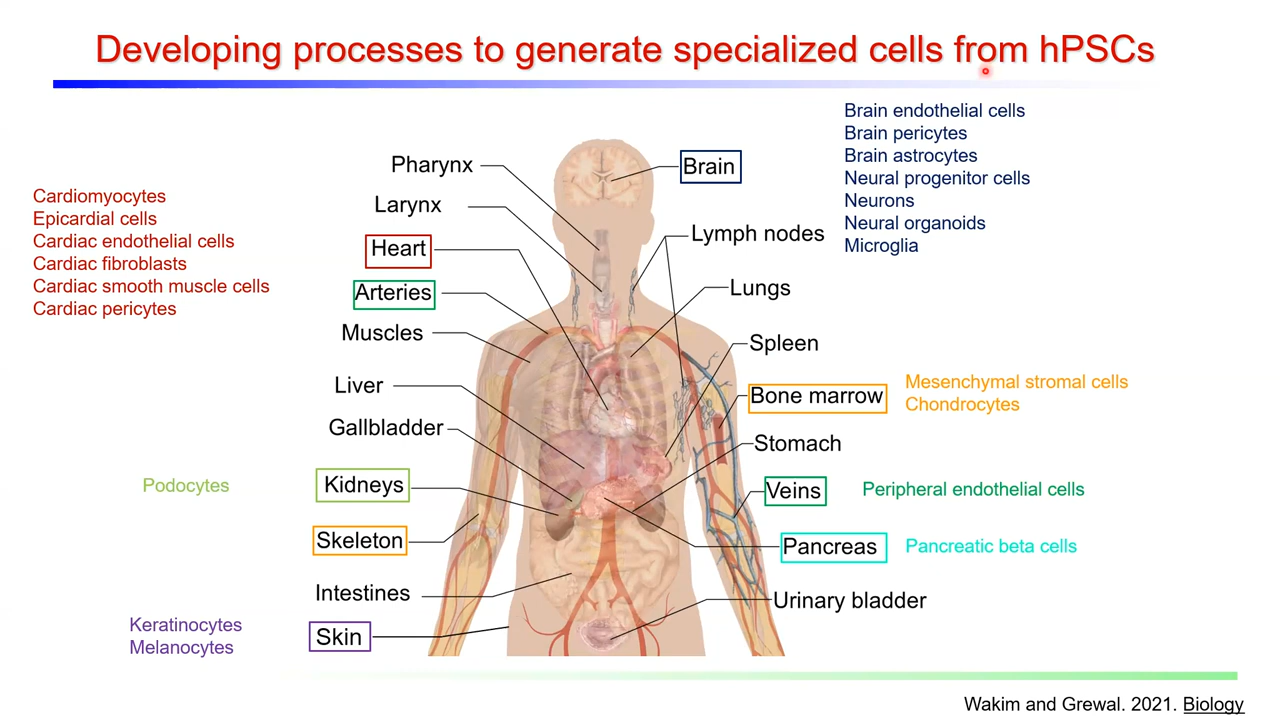 Developing processes to generate specialized cells from hPSCs
Brain endothelial cells
Brain pericytes
Brain astrocytes
Neural progenitor cells
Neurons
Neural organoids
Microglia
Cardiomyocytes
Epicardial cells
Cardiac endothelial cells
Cardiac fibroblasts
Cardiac smooth muscle cells
Cardiac pericytes
Pharynx
Larynx
Heart
Arteries
Muscles
Liver
Gallbladder
Kidneys
Skeleton
Intestines
Skin
Podocytes
Keratinocytes
Melanocytes
Brain
Lymph nodes
Lungs
Spleen
Bone marrow
Stomach
Veins
Pancreas
Urinary bladder
Mesenchymal stromal cells
Chondrocytes
Peripheral endothelial cells
Pancreatic beta cells
Wakim and Grewal. 2021. Biology